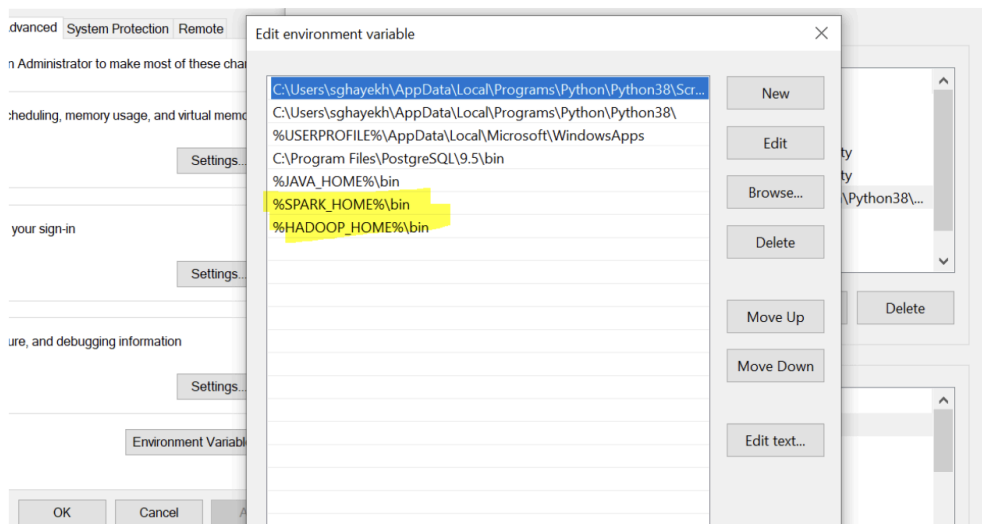 Advanced System Protection Remote
n Administrator to make most of these cha
cheduling, memory usage, and virtual memo
Settings...
your sign-in
Settings...
ure, and debugging information
Settings...
Environment Variabl
OK Cancel A
Edit environment variable
C:\Users\sghayekh\AppData\Local\Programs\Python\Python38\Scr...
C:\Users\sghayekh\AppData\Local\Programs\Python\Python38\
%USERPROFILE%\AppData\Local\Microsoft\WindowsApps
C:\Program Files\PostgreSQL\9.5\bin
%JAVA_HOME%\bin
%SPARK_HOME%\bin
%HADOOP_HOME%\bin
New
Edit
Browse...
Delete
Move Up
Move Down
Edit text...
ty
ty
\Python38\...
Delete